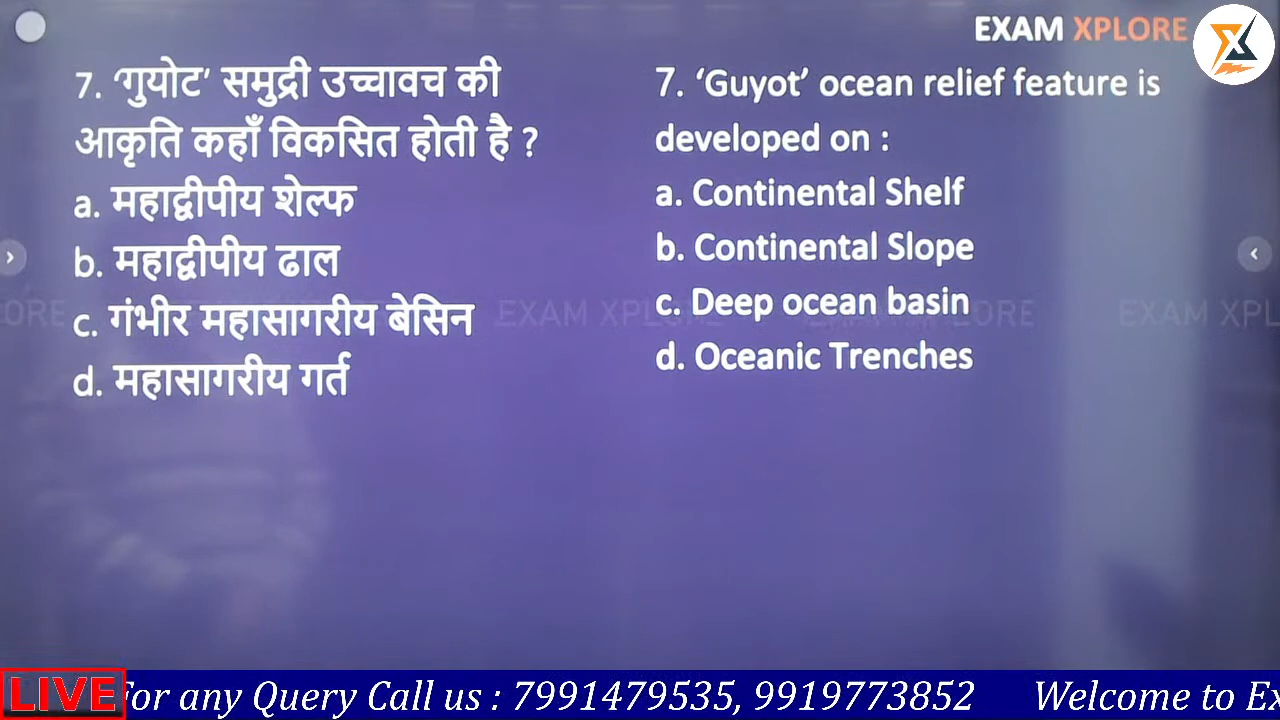 EXAM XPLORE
7. ‘गुयोट’ समुद्री उच्चावच की
आकृति कहाँ विकसित होती है ?
a. महाद्वीपीय शेल्फ
b. महाद्वीपीय ढाल
c. गंभीर महासागरीय बेसिन
d. महासागरीय गर्त
7. ‘Guyot’ ocean relief feature is
developed on :
a. Continental Shelf
b. Continental Slope
c. Deep ocean basin
d. Oceanic Trenches
EXAM XPLORE
LIVE For any Query Call us : 7991479535, 9919773852 Welcome to Ex